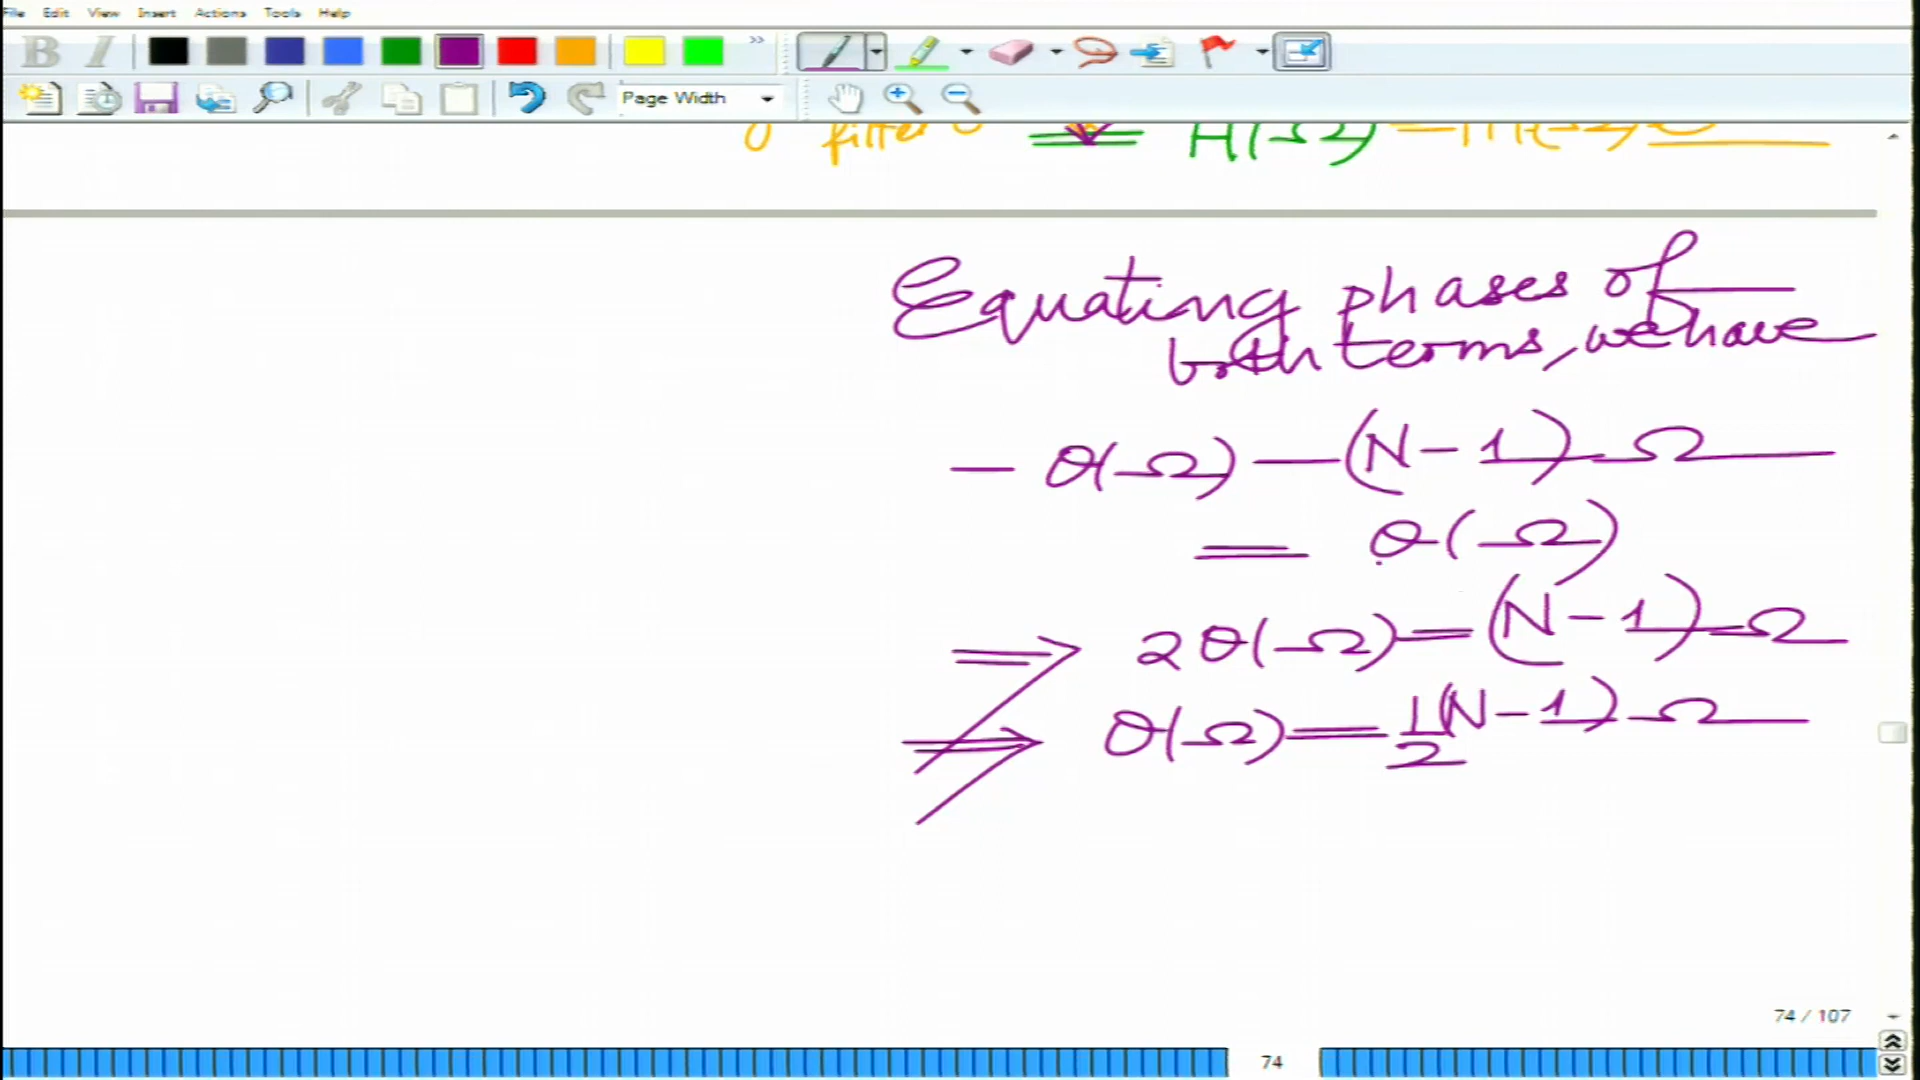 File Edit View Insert Actions Tools Help
B I
Page Width
filter
H(Ω)
Equating phases of
both terms, we have
- θ(Ω) - (N-1) Ω
= θ(Ω)
⇒ 2θ(Ω) = (N-1) Ω
⇒ θ(Ω) = 1/2 (N-1) Ω
74 / 107
74